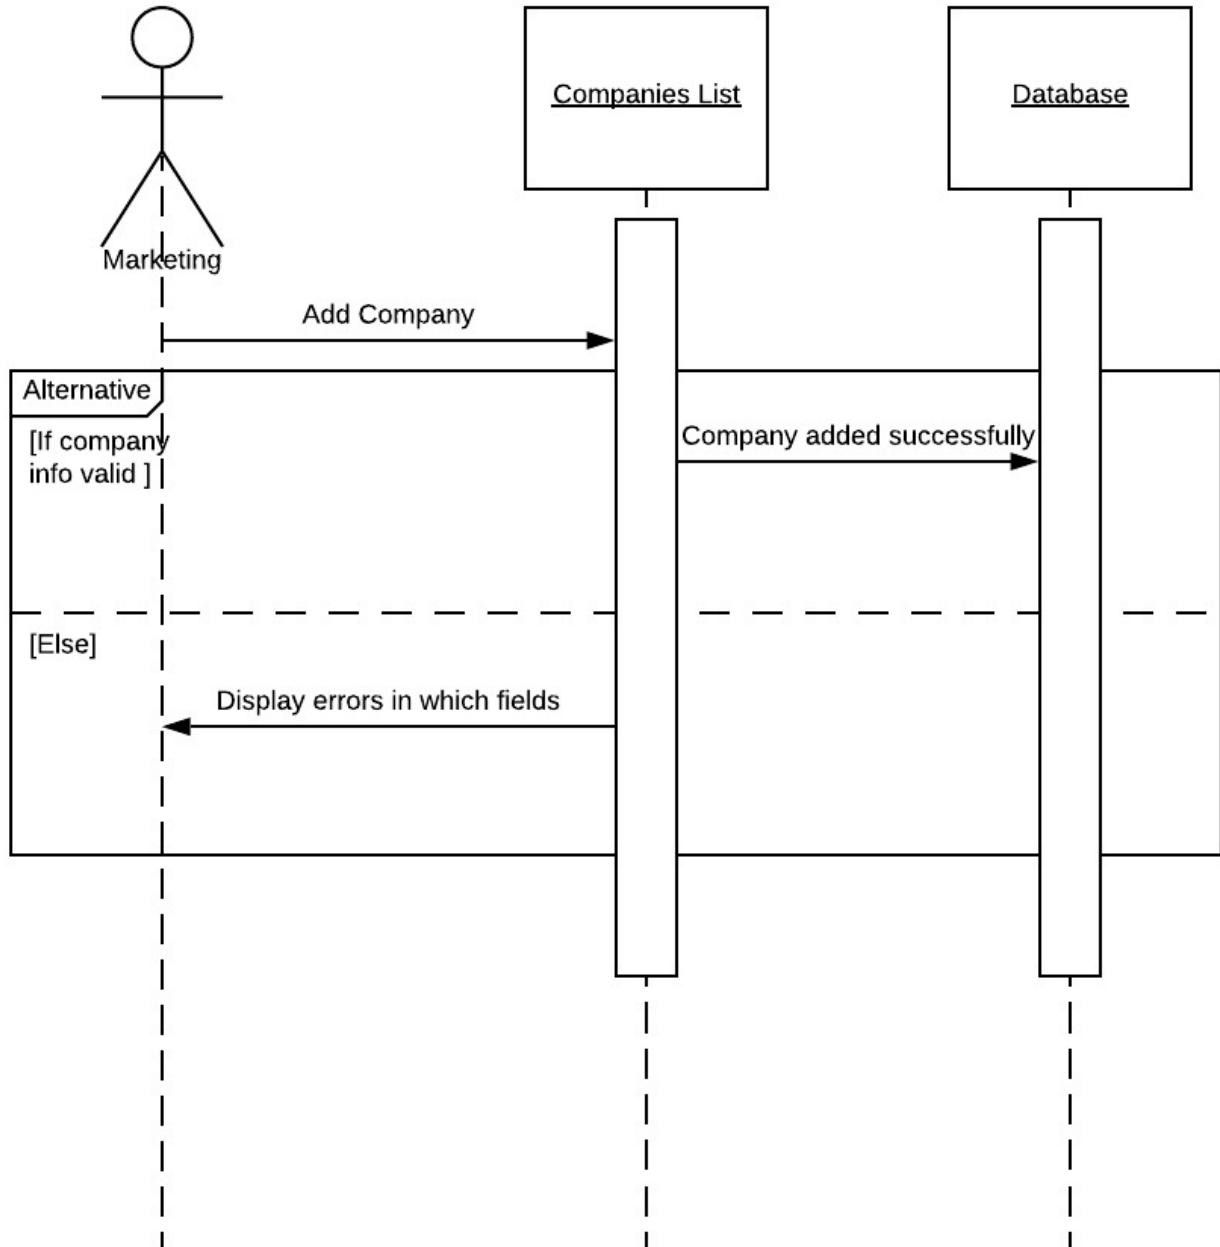 Companies List
Database
Marketing
Add Company
Alternative
[If company
info valid ]
Company added successfully
[Else]
Display errors in which fields